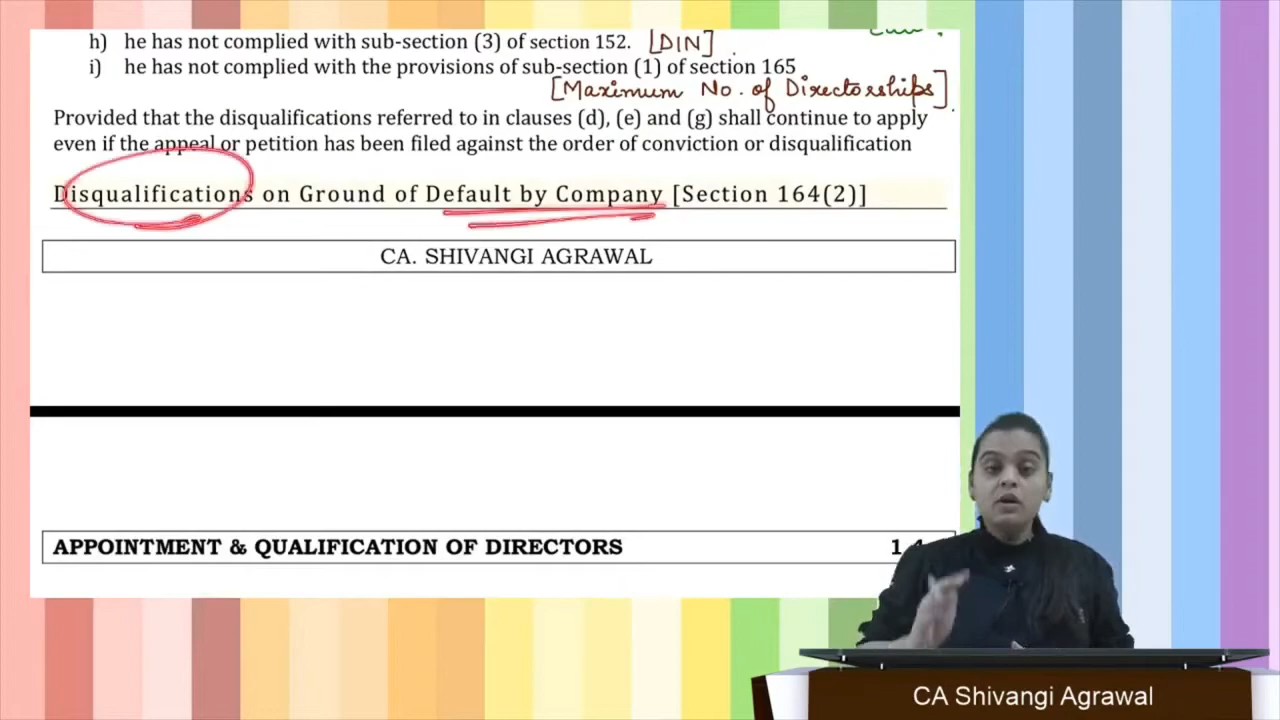 h) he has not complied with sub-section (3) of section 152. [DIN]
i) he has not complied with the provisions of sub-section (1) of section 165
[Maximum No. of Directorships].
Provided that the disqualifications referred to in clauses (d), (e) and (g) shall continue to apply
even if the appeal or petition has been filed against the order of conviction or disqualification
Disqualifications on Ground of Default by Company [Section 164(2)]
CA. SHIVANGI AGRAWAL
APPOINTMENT & QUALIFICATION OF DIRECTORS
CA Shivangi Agrawal